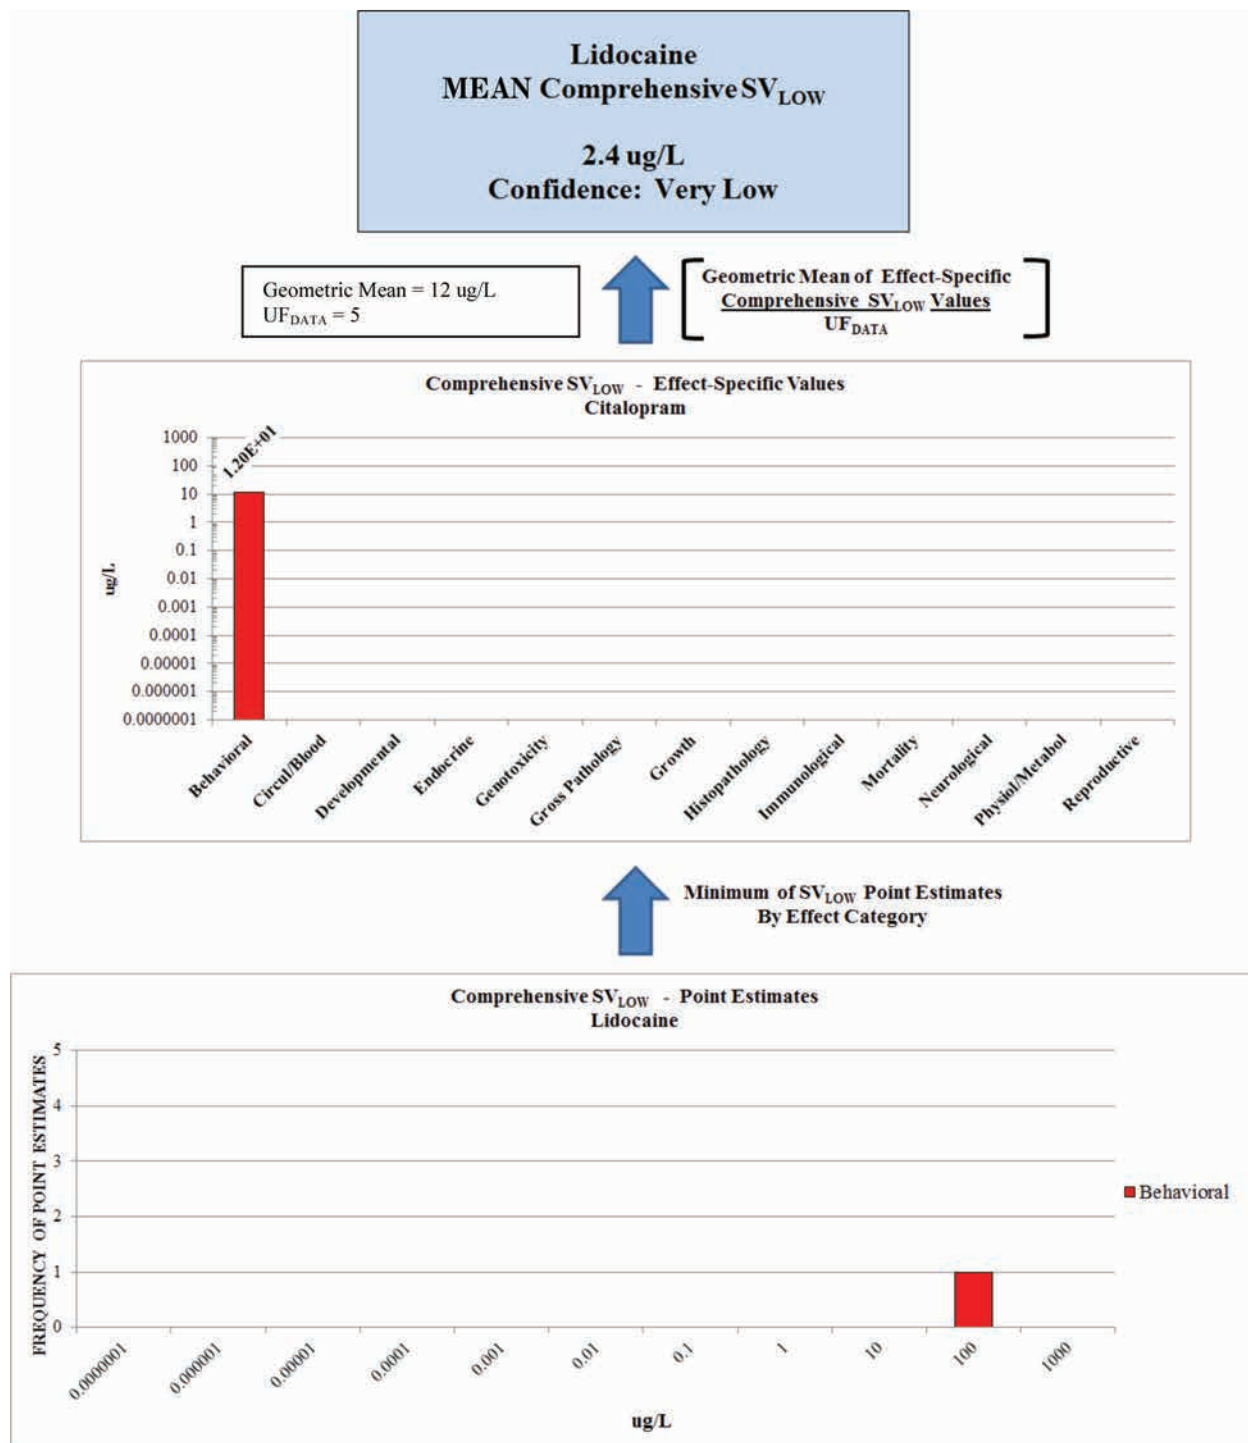 Lidocaine
MEAN Comprehensive SVLOW
2.4 ug/L
Confidence: Very Low
Geometric Mean = 12 ug/L
UFDATA = 5
Geometric Mean of Effect-Specific
Comprehensive SVLOW Values
UFDATA
Comprehensive SVLOW - Effect-Specific Values
Citalopram
1000
100
10
1
0.1
0.01
0.001
0.0001
0.00001
0.000001
0.0000001
ug/L
1.20E+01
Behavioral
Circul/Blood
Developmental
Endocrine
Genotoxicity
Gross Pathology
Growth
Histopathology
Immunological
Mortality
Neurological
Physiol/Metabol
Reproductive
Minimum of SVLOW Point Estimates
By Effect Category
Comprehensive SVLOW - Point Estimates
Lidocaine
FREQUENCY OF POINT ESTIMATES
5
4
3
2
1
0
Behavioral
0.0000001
0.000001
0.00001
0.0001
0.001
0.01
0.1
1
10
100
1000
ug/L